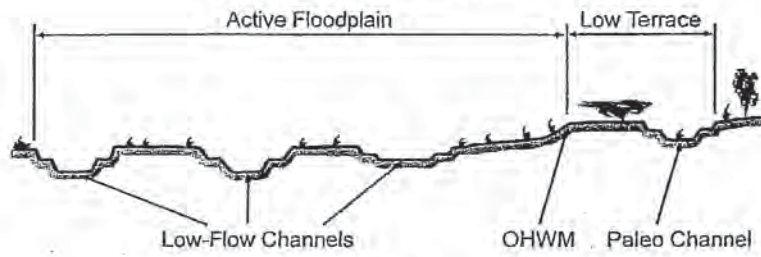 Active Floodplain
Low Terrace
Low-Flow Channels
OHWM
Paleo Channel